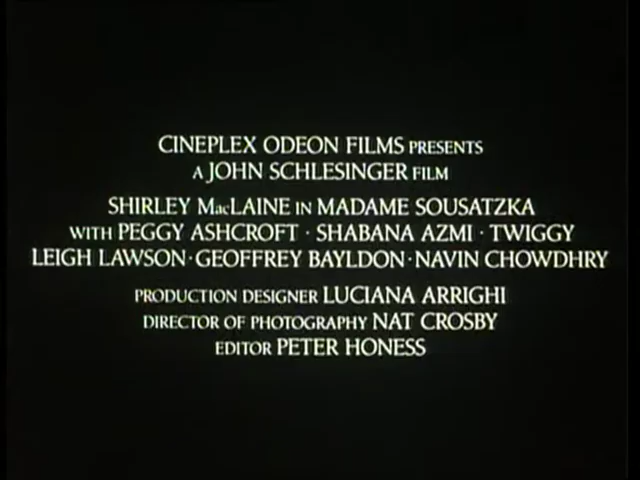 CINEPLEX ODEON FILMS PRESENTS
A JOHN SCHLESINGER FILM
SHIRLEY MacLAINE IN MADAME SOUSATZKA
WITH PEGGY ASHCROFT · SHABANA AZMI · TWIGGY
LEIGH LAWSON · GEOFFREY BAYLDON · NAVIN CHOWDHRY
PRODUCTION DESIGNER LUCIANA ARRIGHI
DIRECTOR OF PHOTOGRAPHY NAT CROSBY
EDITOR PETER HONESS